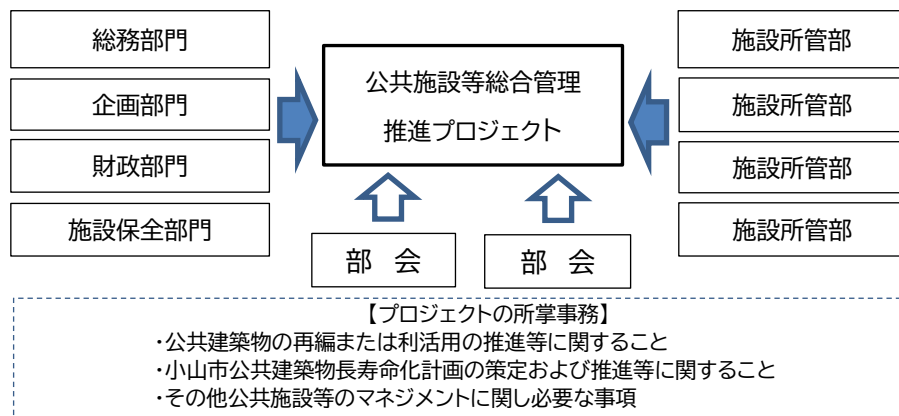 総務部門
企画部門
財政部門
施設保全部門
公共施設等総合管理
推進プロジェクト
施設所管部
施設所管部
施設所管部
施設所管部
部 会
部 会
【プロジェクトの所掌事務】
・公共建築物の再編または利活用の推進等に関すること
・小山市公共建築物長寿命化計画の策定および推進等に関すること
・その他公共施設等のマネジメントに関し必要な事項